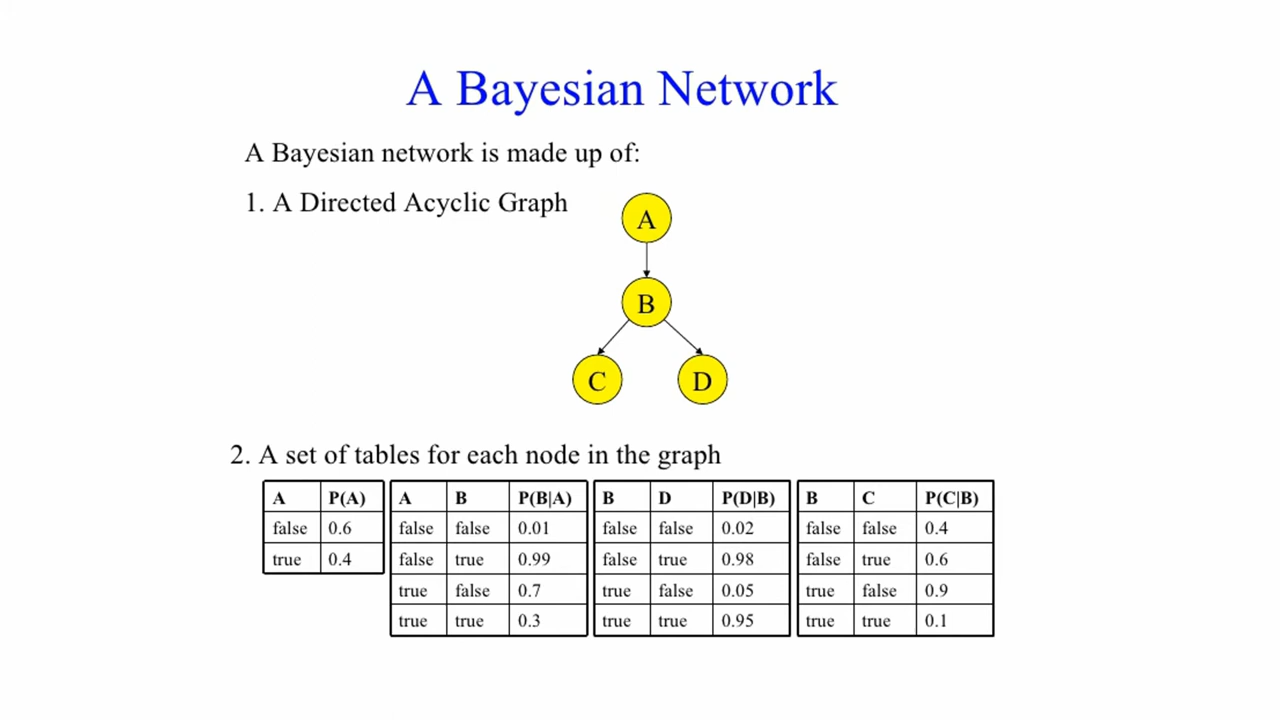 A Bayesian Network
A Bayesian network is made up of:
1. A Directed Acyclic Graph
A
B
C D
2. A set of tables for each node in the graph
A P(A) A B P(B|A) B D P(D|B) B C P(C|B)
false 0.6 false false 0.01 false false 0.02 false false 0.4
true 0.4 false true 0.99 false true 0.98 false true 0.6
true false 0.7 true false 0.05 true false 0.9
true true 0.3 true true 0.95 true true 0.1